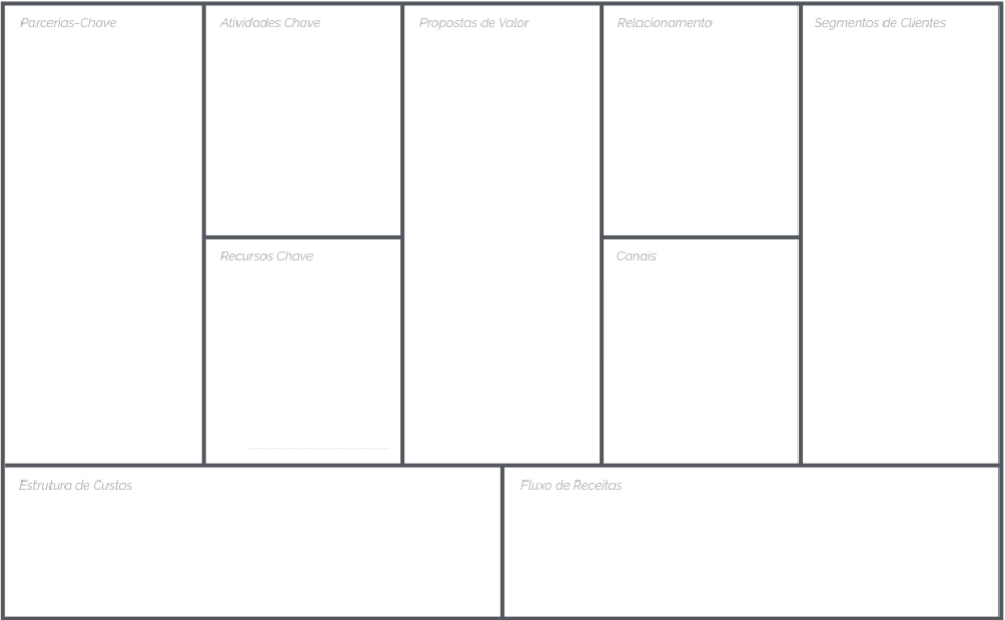 Parcerias-Chave
Atividades Chave
Propostas de Valor
Relacionamento
Segmentos de Clientes
Recursos Chave
Canais
Estrutura de Custos
Fluxo de Receitas